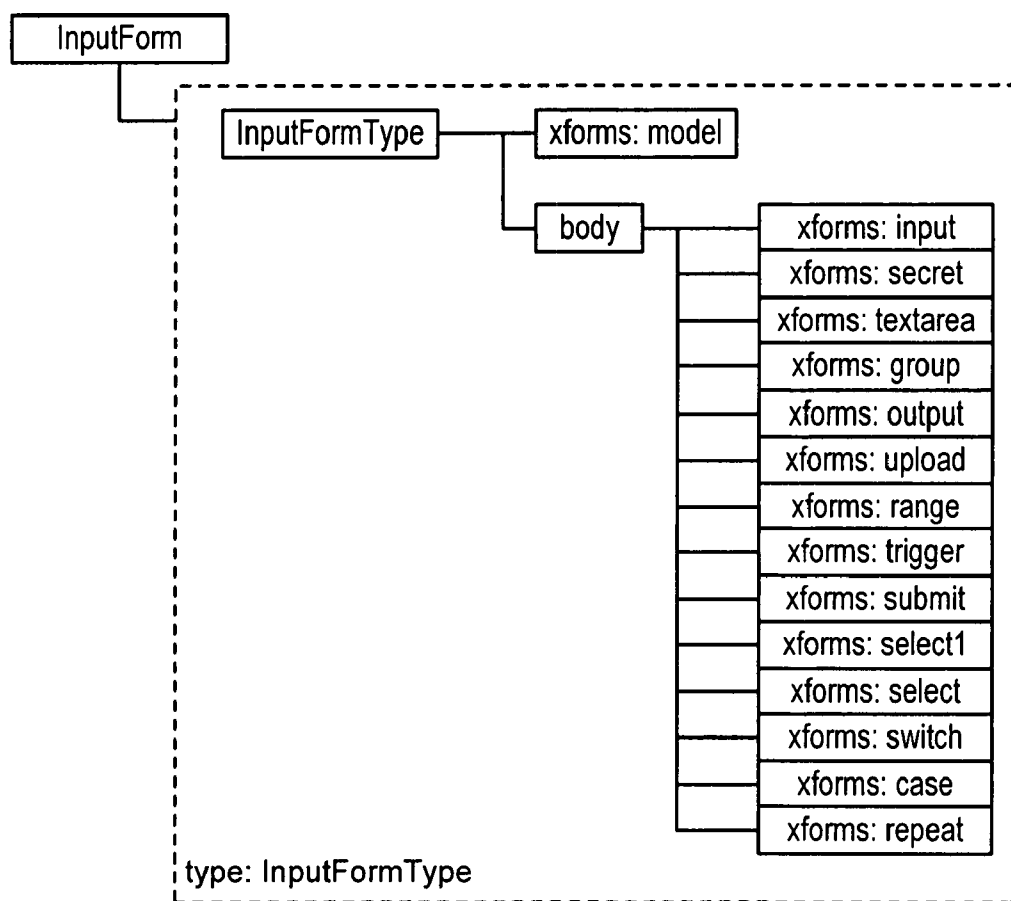 InputForm
InputFormType
xforms: model
body
xforms: input
xforms: secret
xforms: textarea
xforms: group
xforms: output
xforms: upload
xforms: range
xforms: trigger
xforms: submit
xforms: select1
xforms: select
xforms: switch
xforms: case
xforms: repeat
type: InputFormType